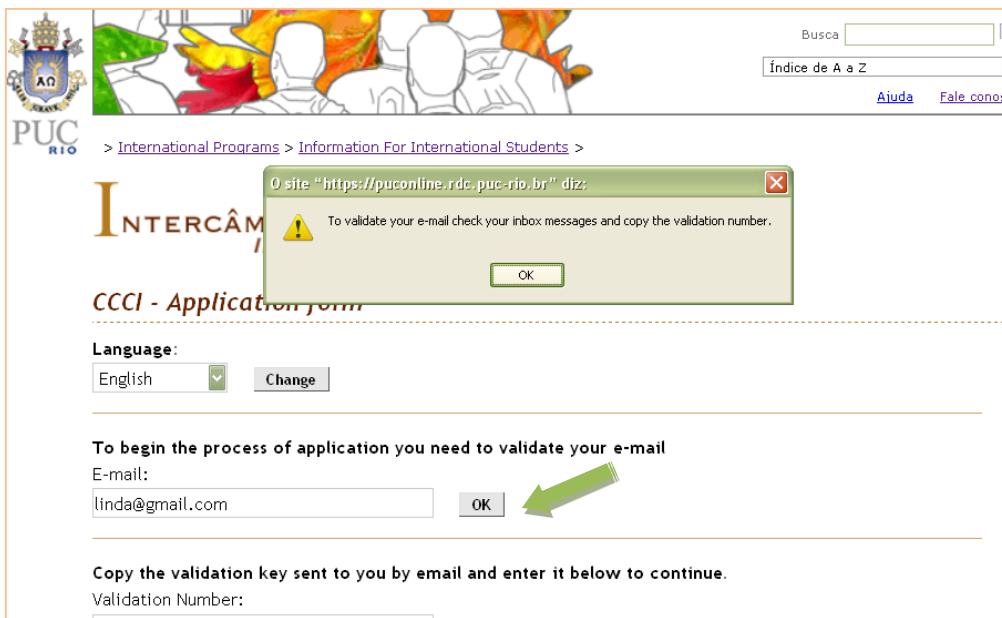 Busca
Índice de A a Z
Ajuda
AΩ
PUC
RIO
> International Programs > Information For International Students >
O site "https://puconline.rdc.puc-rio.br" diz:
To validate your e-mail check your inbox messages and copy the validation number.
OK
INTERCÂM
CCCI - Application form
Language:
English
Change
To begin the process of application you need to validate your e-mail
E-mail:
linda@gmail.com
OK
Copy the validation key sent to you by email and enter it below to continue.
Validation Number: